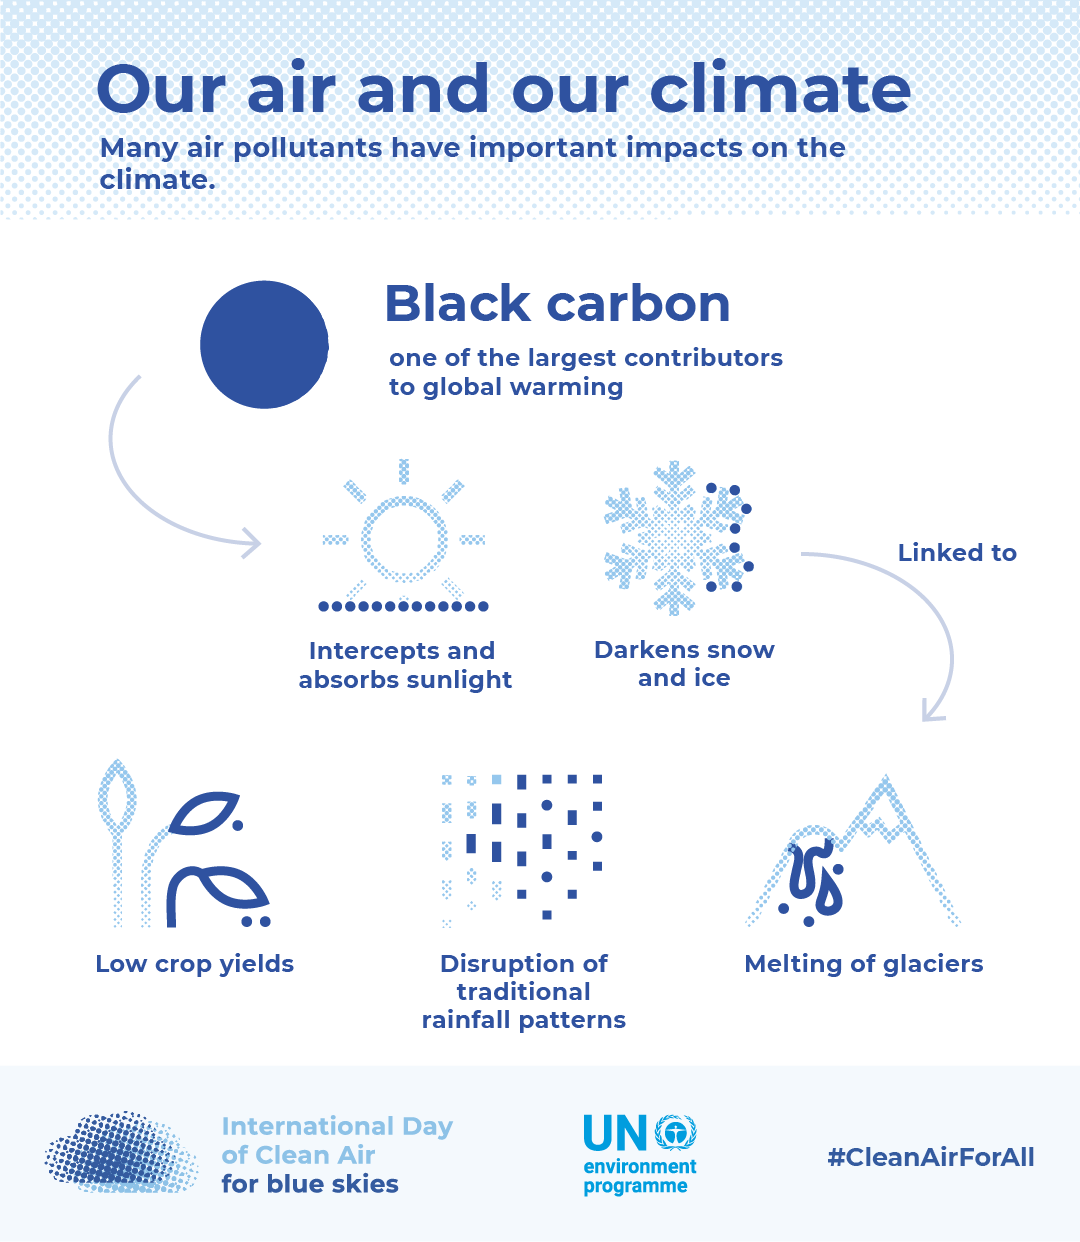 Our air and our climate
Many air pollutants have important impacts on the
climate.
Black carbon
one of the largest contributors
to global warming
Intercepts and
absorbs sunlight
Darkens snow
and ice
Linked to
Low crop yields
Disruption of
traditional
rainfall patterns
Melting of glaciers
International Day
of Clean Air
for blue skies
UN
environment
programme
#CleanAirForAll